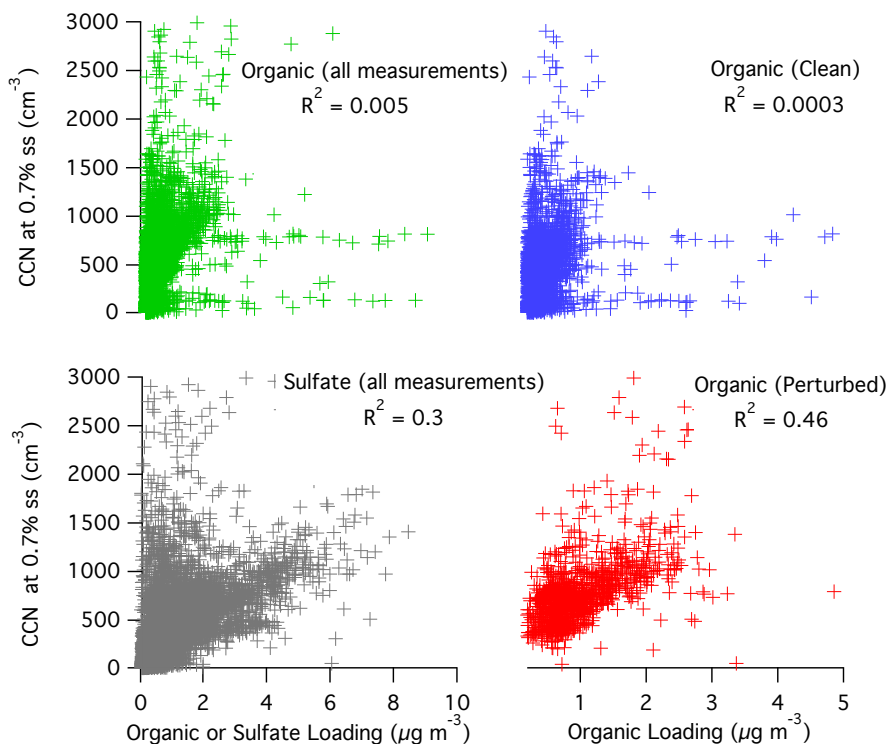 3000
2500
2000
1500
1000
500
0
CCN at 0.7% ss (cm⁻³)
Organic (all measurements)
R² = 0.005
Organic (Clean)
R² = 0.0003
3000
2500
2000
1500
1000
500
0
CCN at 0.7% ss (cm⁻³)
Sulfate (all measurements)
R² = 0.3
Organic (Perturbed)
R² = 0.46
0 2 4 6 8 10
Organic or Sulfate Loading (µg m⁻³)
1 2 3 4 5
Organic Loading (µg m⁻³)